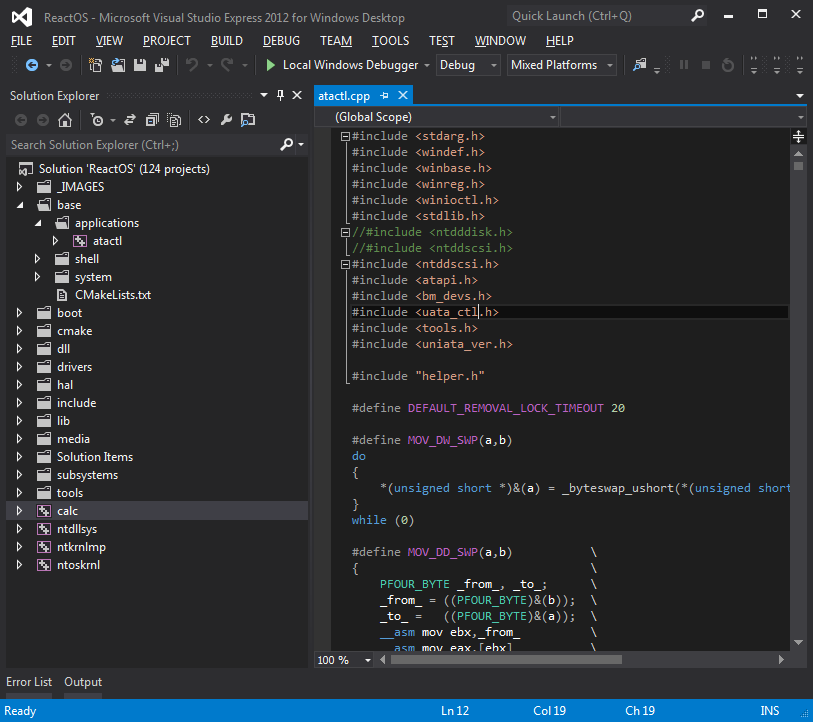 ReactOS - Microsoft Visual Studio Express 2012 for Windows Desktop
Quick Launch (Ctrl+Q)
FILE EDIT VIEW PROJECT BUILD DEBUG TEAM TOOLS TEST WINDOW HELP
Local Windows Debugger Debug Mixed Platforms
Solution Explorer
Search Solution Explorer (Ctrl+;)
Solution 'ReactOS' (124 projects)
_IMAGES
base
applications
atactl
shell
system
CMakeLists.txt
boot
cmake
dll
drivers
hal
include
lib
media
Solution Items
subsystems
tools
calc
ntdllsys
ntkrnlmp
ntoskrnl
atactl.cpp
(Global Scope)
#include <stdarg.h>
#include <windef.h>
#include <winbase.h>
#include <winreg.h>
#include <winioctl.h>
#include <stdlib.h>
//#include <ntdddisk.h>
//#include <ntddscsi.h>
#include <ntddscsi.h>
#include <atapi.h>
#include <bm_devs.h>
#include <uata_ctl.h>
#include <tools.h>
#include <uniata_ver.h>
#include "helper.h"
#define DEFAULT_REMOVAL_LOCK_TIMEOUT 20
#define MOV_DW_SWP(a,b)
do
{
*(unsigned short *)&(a) = _byteswap_ushort(*(unsigned short
}
while (0)
#define MOV_DD_SWP(a,b) \
{ \
PFOUR_BYTE _from_, _to_; \
_from_ = ((PFOUR_BYTE)&(b)); \
_to_ = ((PFOUR_BYTE)&(a)); \
__asm mov ebx,_from_ \
__asm mov eax,[ebx] \
100 %
Error List Output
Ready Ln 12 Col 19 Ch 19 INS